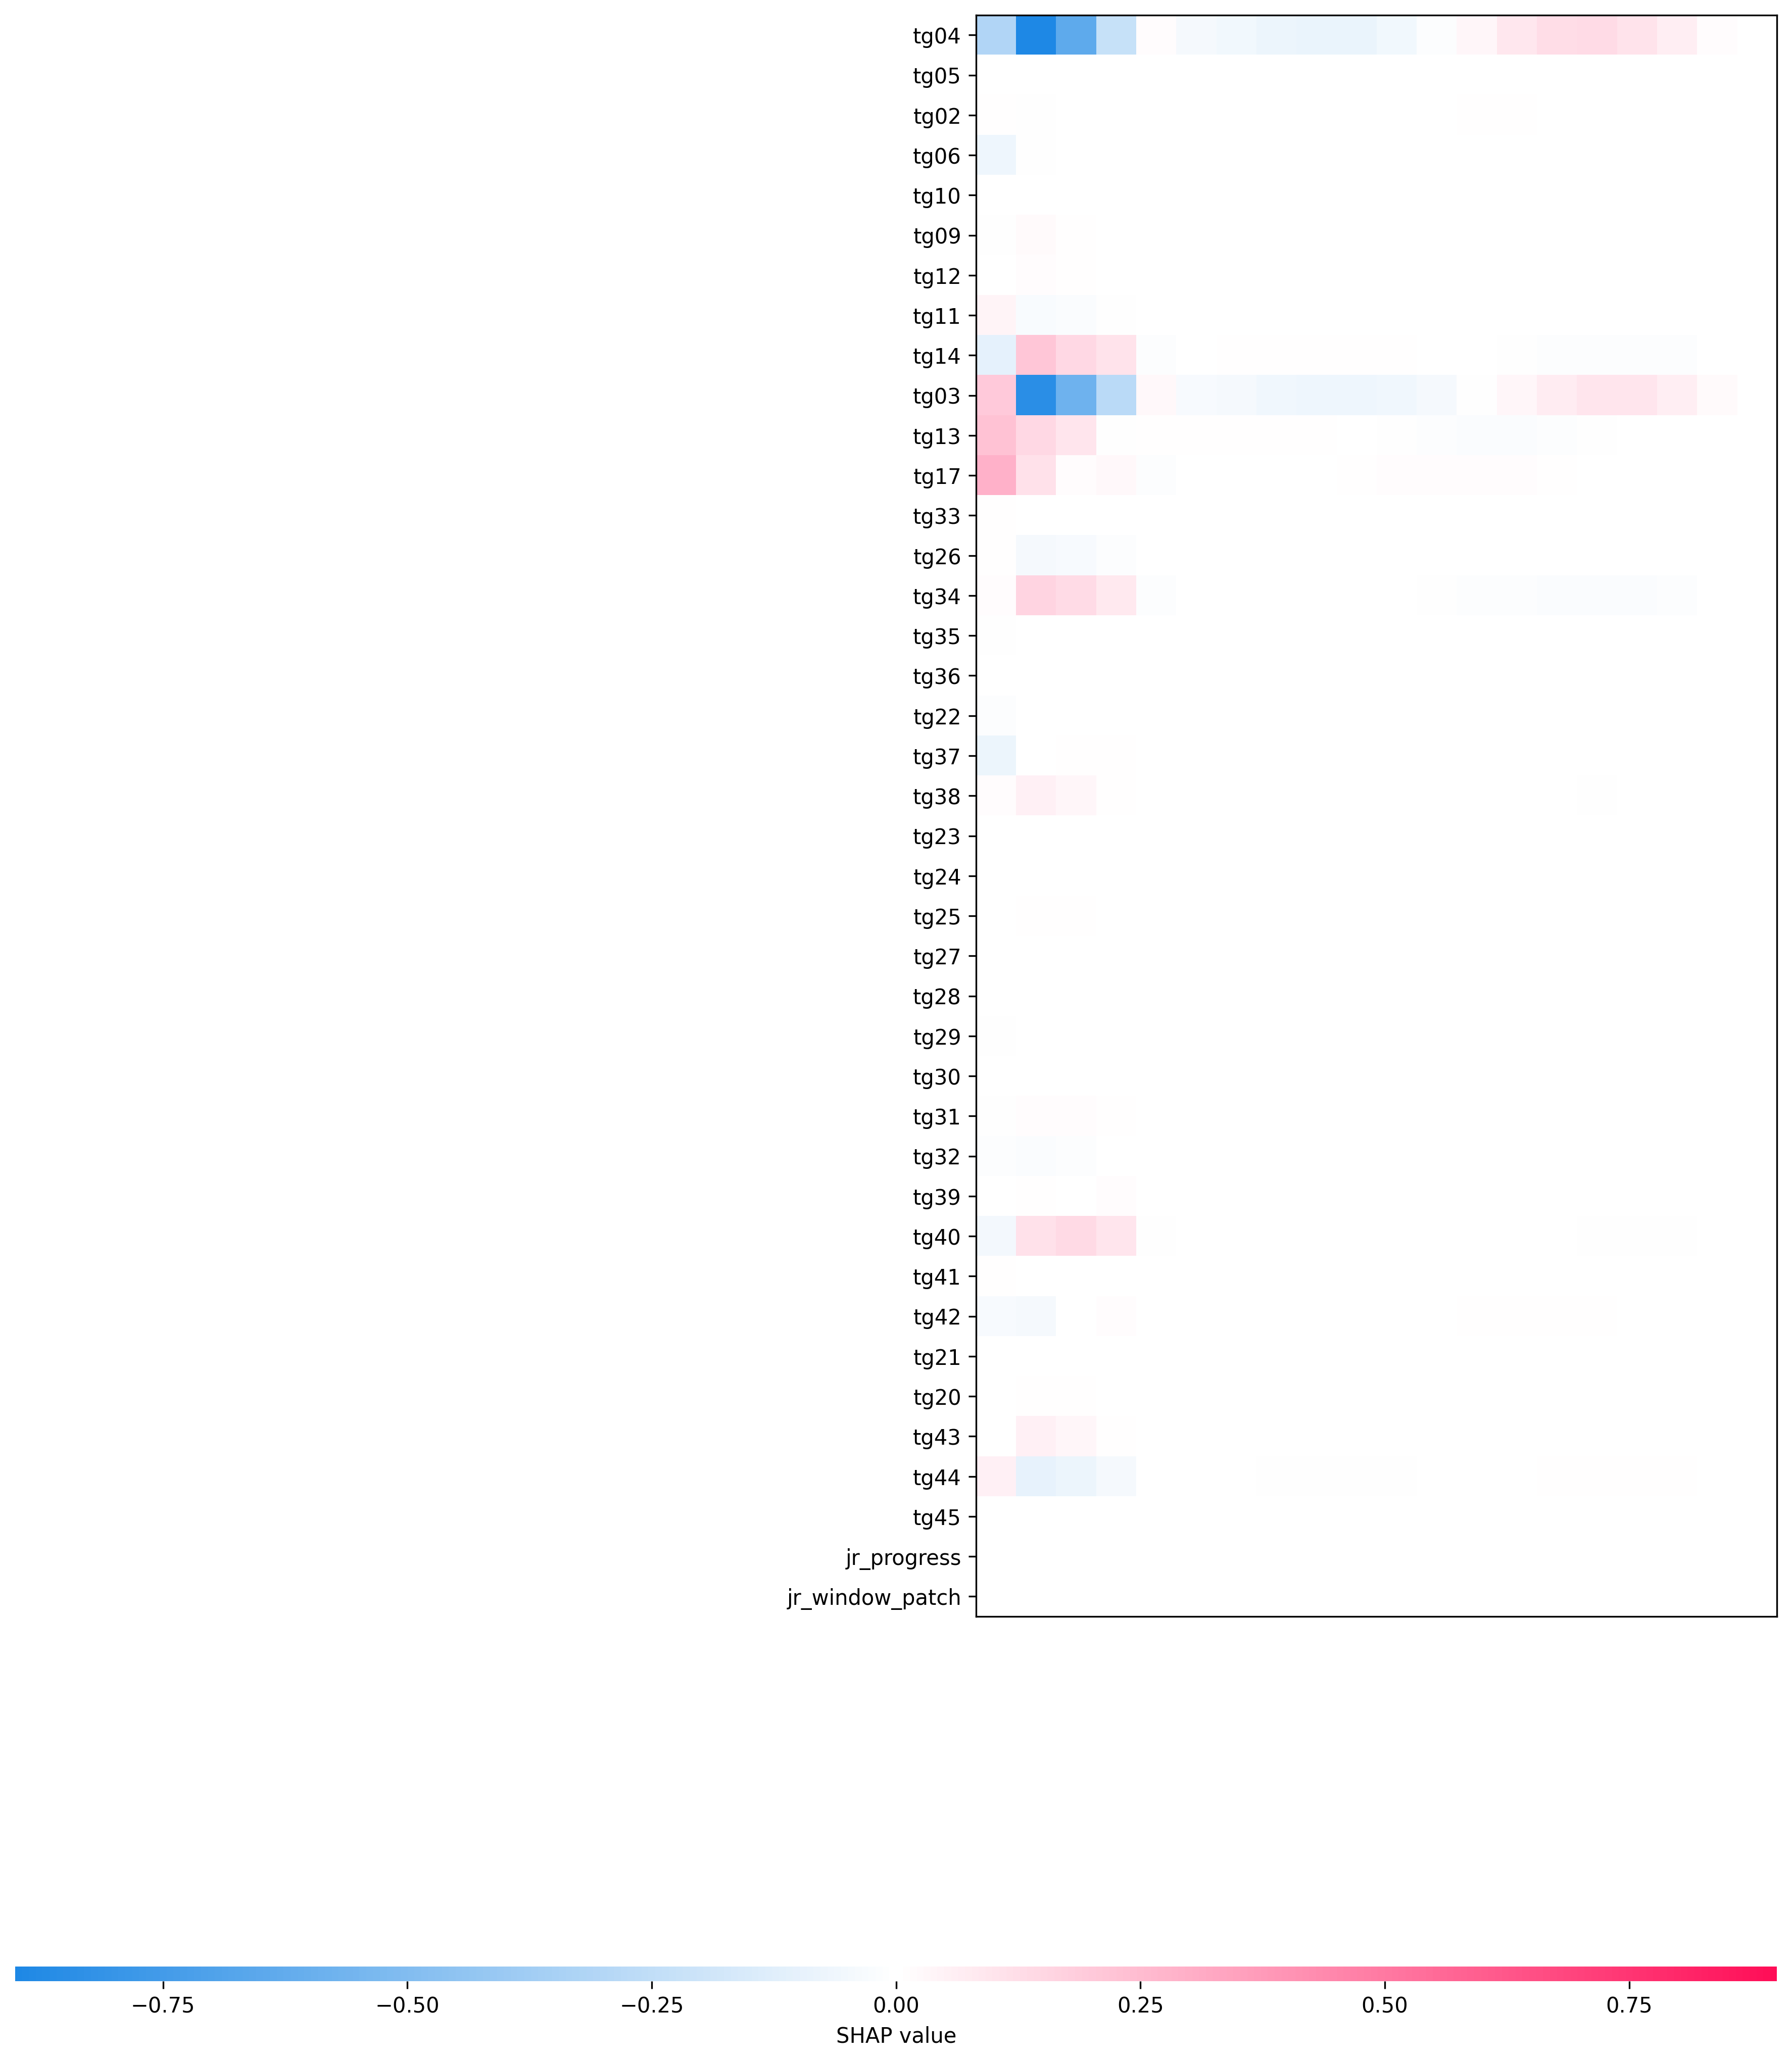 tg04
tg05
tg02
tg06
tg10
tg09
tg12
tg11
tg14
tg03
tg13
tg17
tg33
tg26
tg34
tg35
tg36
tg22
tg37
tg38
tg23
tg24
tg25
tg27
tg28
tg29
tg30
tg31
tg32
tg39
tg40
tg41
tg42
tg21
tg20
tg43
tg44
tg45
jr_progress
jr_window_patch
−0.75 −0.50 −0.25 0.00 0.25 0.50 0.75
SHAP value